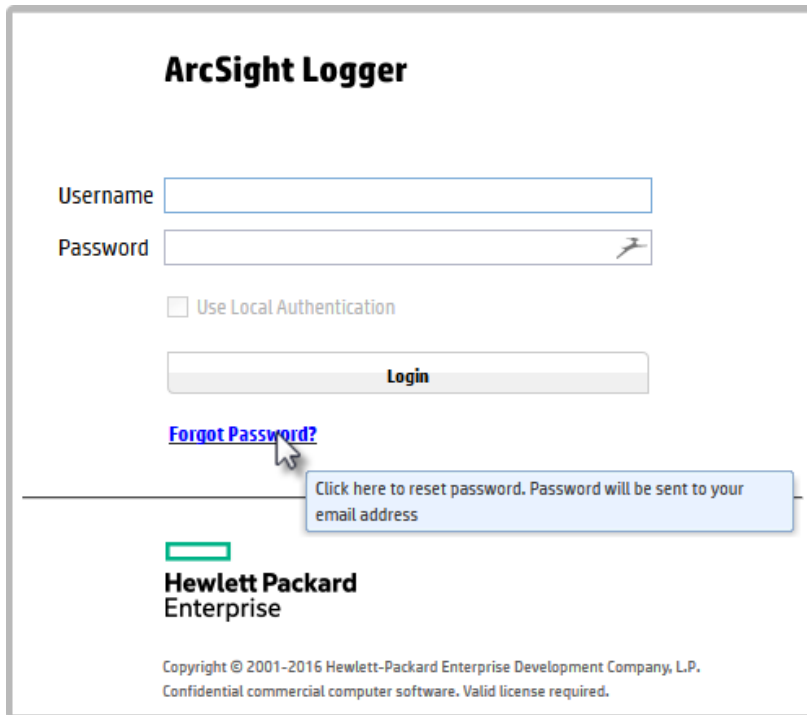 ArcSight Logger
Username
Password
Use Local Authentication
Login
Forgot Password?
Click here to reset password. Password will be sent to your
email address
Hewlett Packard
Enterprise
Copyright © 2001-2016 Hewlett-Packard Enterprise Development Company, L.P.
Confidential commercial computer software. Valid license required.